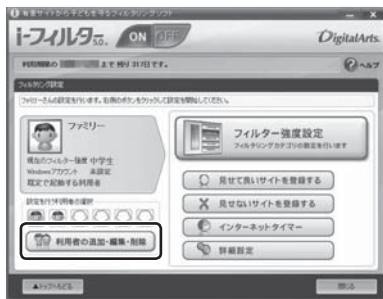 有害サイトから子どもを守るフィルタリングソフト
i-フィルター 5.0
ON OFF
DigitalArts
利用期限の まで 残り 317日です。
ヘルプ
フィルタリング設定
ファミリーさんの設定を行います。右側のボタンをクリックして設定を開始してください。
ファミリー
現在のフィルター強度 中学生
Windowsアカウント 未設定
既定で起動する利用者
設定を行う利用者の選択
利用者の追加・編集・削除
フィルター強度設定
フィルタリングカテゴリの設定を行います
見せて良いサイトを登録する
見せないサイトを登録する
インターネットタイマー
詳細設定
▲トップへもどる
閉じる